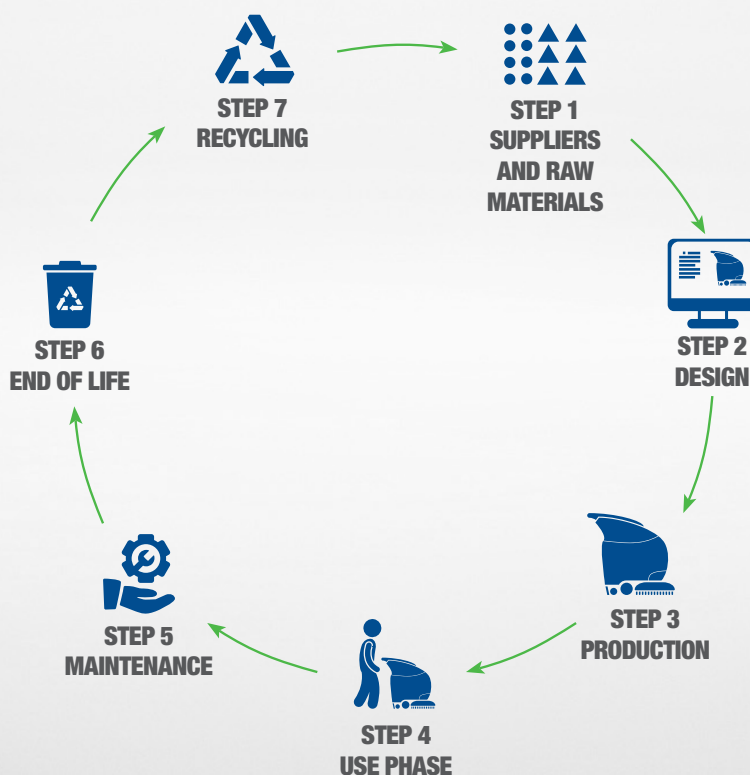 STEP 7
RECYCLING
STEP 1
SUPPLIERS
AND RAW
MATERIALS
STEP 2
DESIGN
STEP 3
PRODUCTION
STEP 4
USE PHASE
STEP 5
MAINTENANCE
STEP 6
END OF LIFE